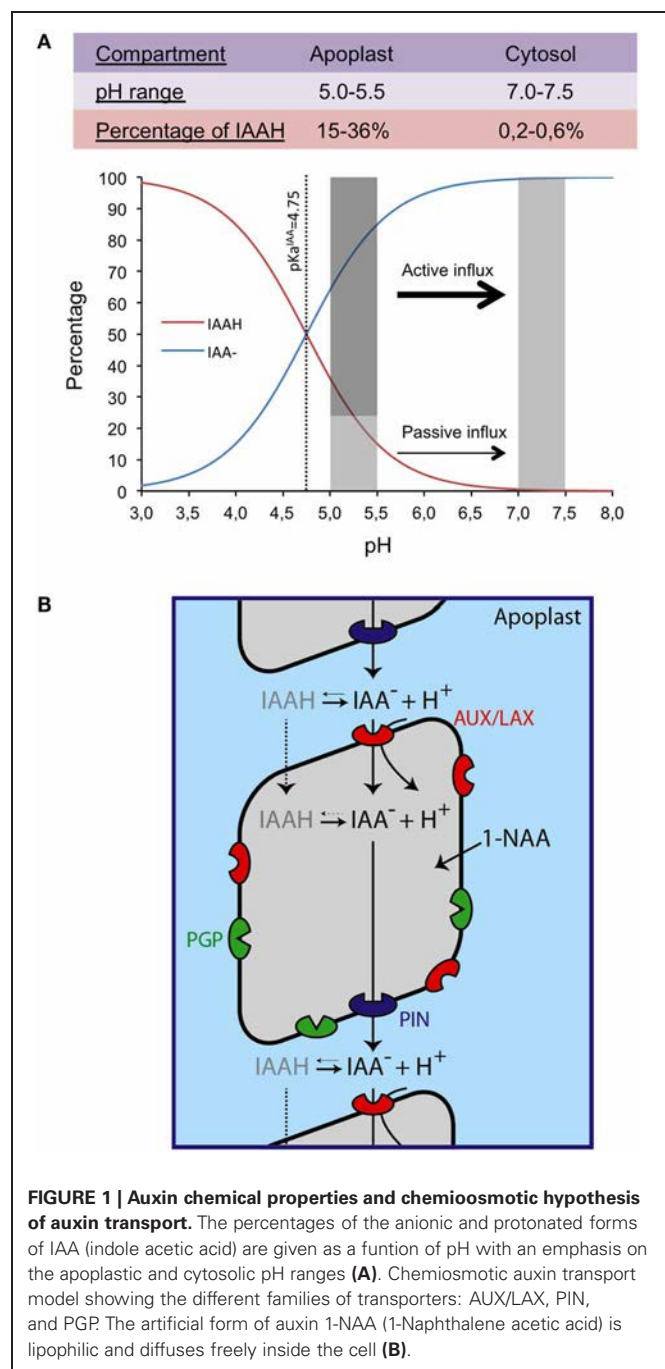 A
Compartment Apoplast Cytosol
pH range 5.0-5.5 7.0-7.5
Percentage of IAAH 15-36% 0,2-0,6%
100
90
80
70
60
50
40
30
20
10
0
Percentage
pKaIAA=4.75
IAAH
IAA-
Active influx
Passive influx
3,0 3,5 4,0 4,5 5,0 5,5 6,0 6,5 7,0 7,5 8,0
pH
B
Apoplast
IAAH ⇌ IAA⁻ + H⁺
AUX/LAX
IAAH ⇌ IAA⁻ + H⁺
1-NAA
PGP
PIN
IAAH ⇌ IAA⁻ + H⁺
FIGURE 1 | Auxin chemical properties and chemioosmotic hypothesis
of auxin transport. The percentages of the anionic and protonated forms
of IAA (indole acetic acid) are given as a funtion of pH with an emphasis on
the apoplastic and cytosolic pH ranges (A). Chemiosmotic auxin transport
model showing the different families of transporters: AUX/LAX, PIN,
and PGP. The artificial form of auxin 1-NAA (1-Naphthalene acetic acid) is
lipophilic and diffuses freely inside the cell (B).